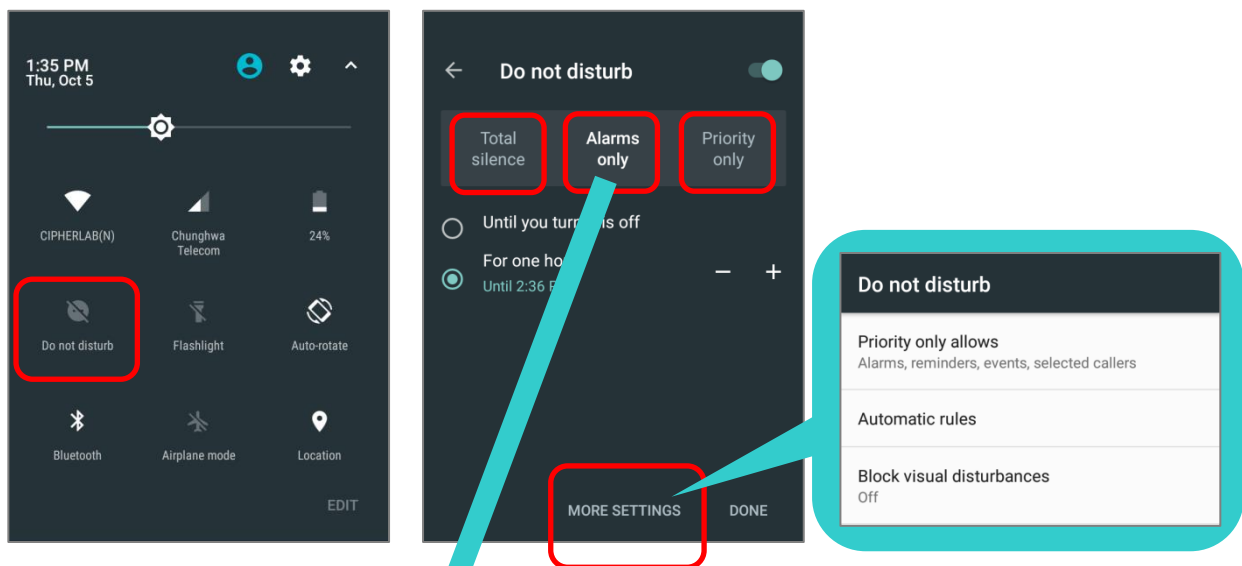 1:35 PM
Thu, Oct 5
CIPHERLAB(N)
Chunghwa
Telecom
24%
Do not disturb
Flashlight
Auto-rotate
Bluetooth
Airplane mode
Location
EDIT
Do not disturb
Total
silence
Alarms
only
Priority
only
Until you turn is off
For one ho
Until 2:36
MORE SETTINGS
DONE
Do not disturb
Priority only allows
Alarms, reminders, events, selected callers
Automatic rules
Block visual disturbances
Off